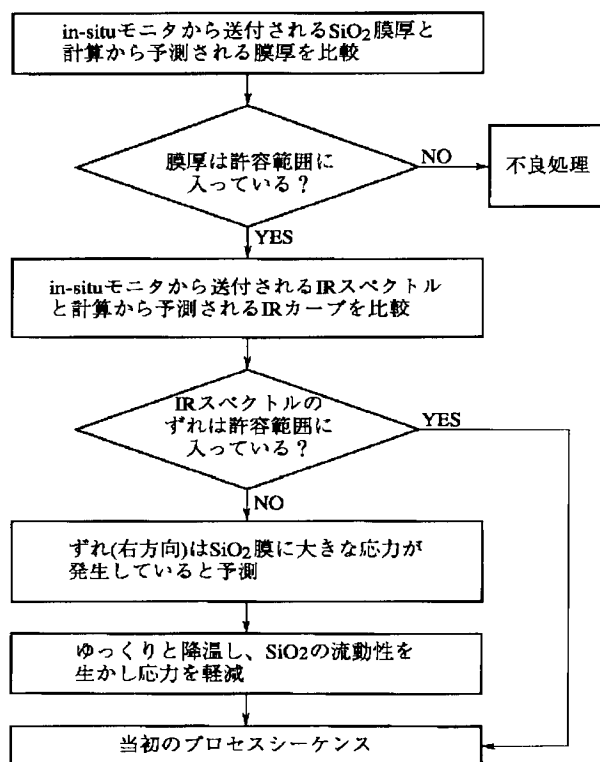 in-situモニタから送付されるSiO2膜厚と
計算から予測される膜厚を比較
膜厚は許容範囲に
入っている？
NO
不良処理
YES
in-situモニタから送付されるIRスペクトル
と計算から予測されるIRカーブを比較
IRスペクトルの
ずれは許容範囲に
入っている？
YES
NO
ずれ(右方向)はSiO2膜に大きな応力が
発生していると予測
ゆっくりと降温し、SiO2の流動性を
生かし応力を軽減
当初のプロセスシーケンス